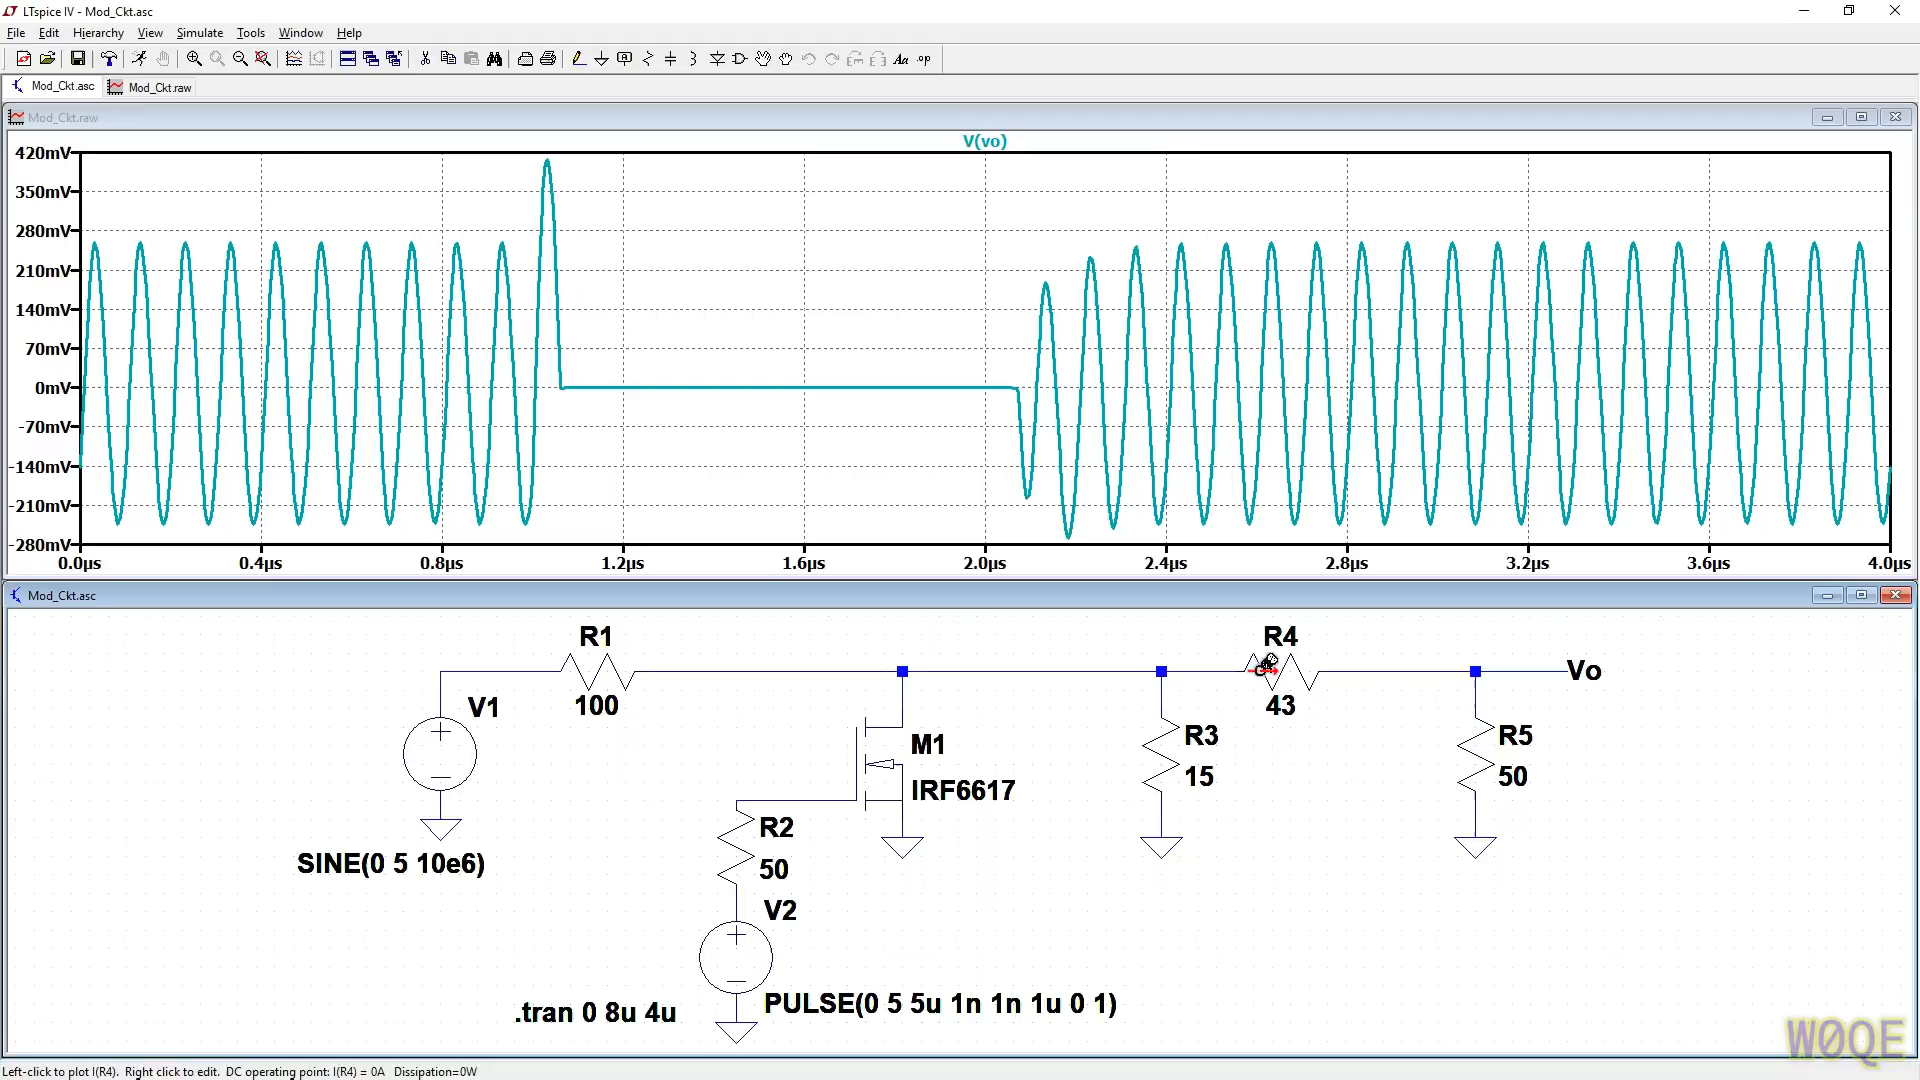 LTspice IV - Mod_Ckt.asc
File Edit Hierarchy View Simulate Tools Window Help
Aa .op
Mod_Ckt.asc Mod_Ckt.raw
Mod_Ckt.raw
V(vo)
420mV
350mV
280mV
210mV
140mV
70mV
0mV
-70mV
-140mV
-210mV
-280mV
0.0µs 0.4µs 0.8µs 1.2µs 1.6µs 2.0µs 2.4µs 2.8µs 3.2µs 3.6µs 4.0µs
Mod_Ckt.asc
R1
100
V1
SINE(0 5 10e6)
M1
IRF6617
R2
50
V2
PULSE(0 5 5u 1n 1n 1u 0 1)
.tran 0 8u 4u
R3
15
R4
43
Vo
R5
50
W0QE
Left-click to plot I(R4). Right click to edit. DC operating point: I(R4) = 0A Dissipation=0W